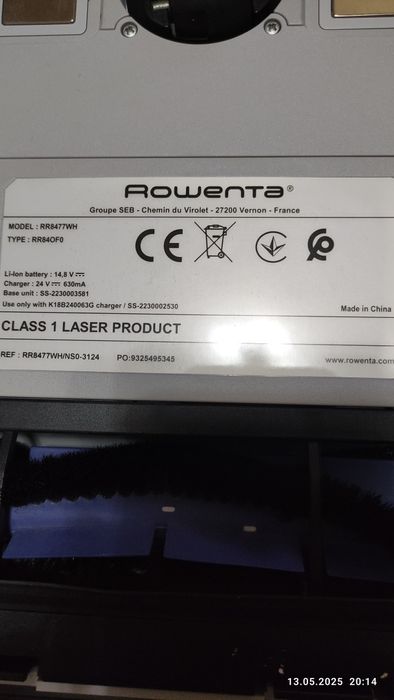 Rowenta®
Groupe SEB - Chemin du Virolet - 27200 Vernon - France
MODEL : RR8477WH
TYPE : RR84OF0
CE
Li-Ion battery : 14,8 V
Charger : 24 V 630mA
Base unit : SS-2230003581
Use only with K18B240063G charger / SS-2230002530
Made in China
CLASS 1 LASER PRODUCT
REF : RR8477WH/NS0-3124 PO:9325495345
www.rowenta.com
13.05.2025 20:14